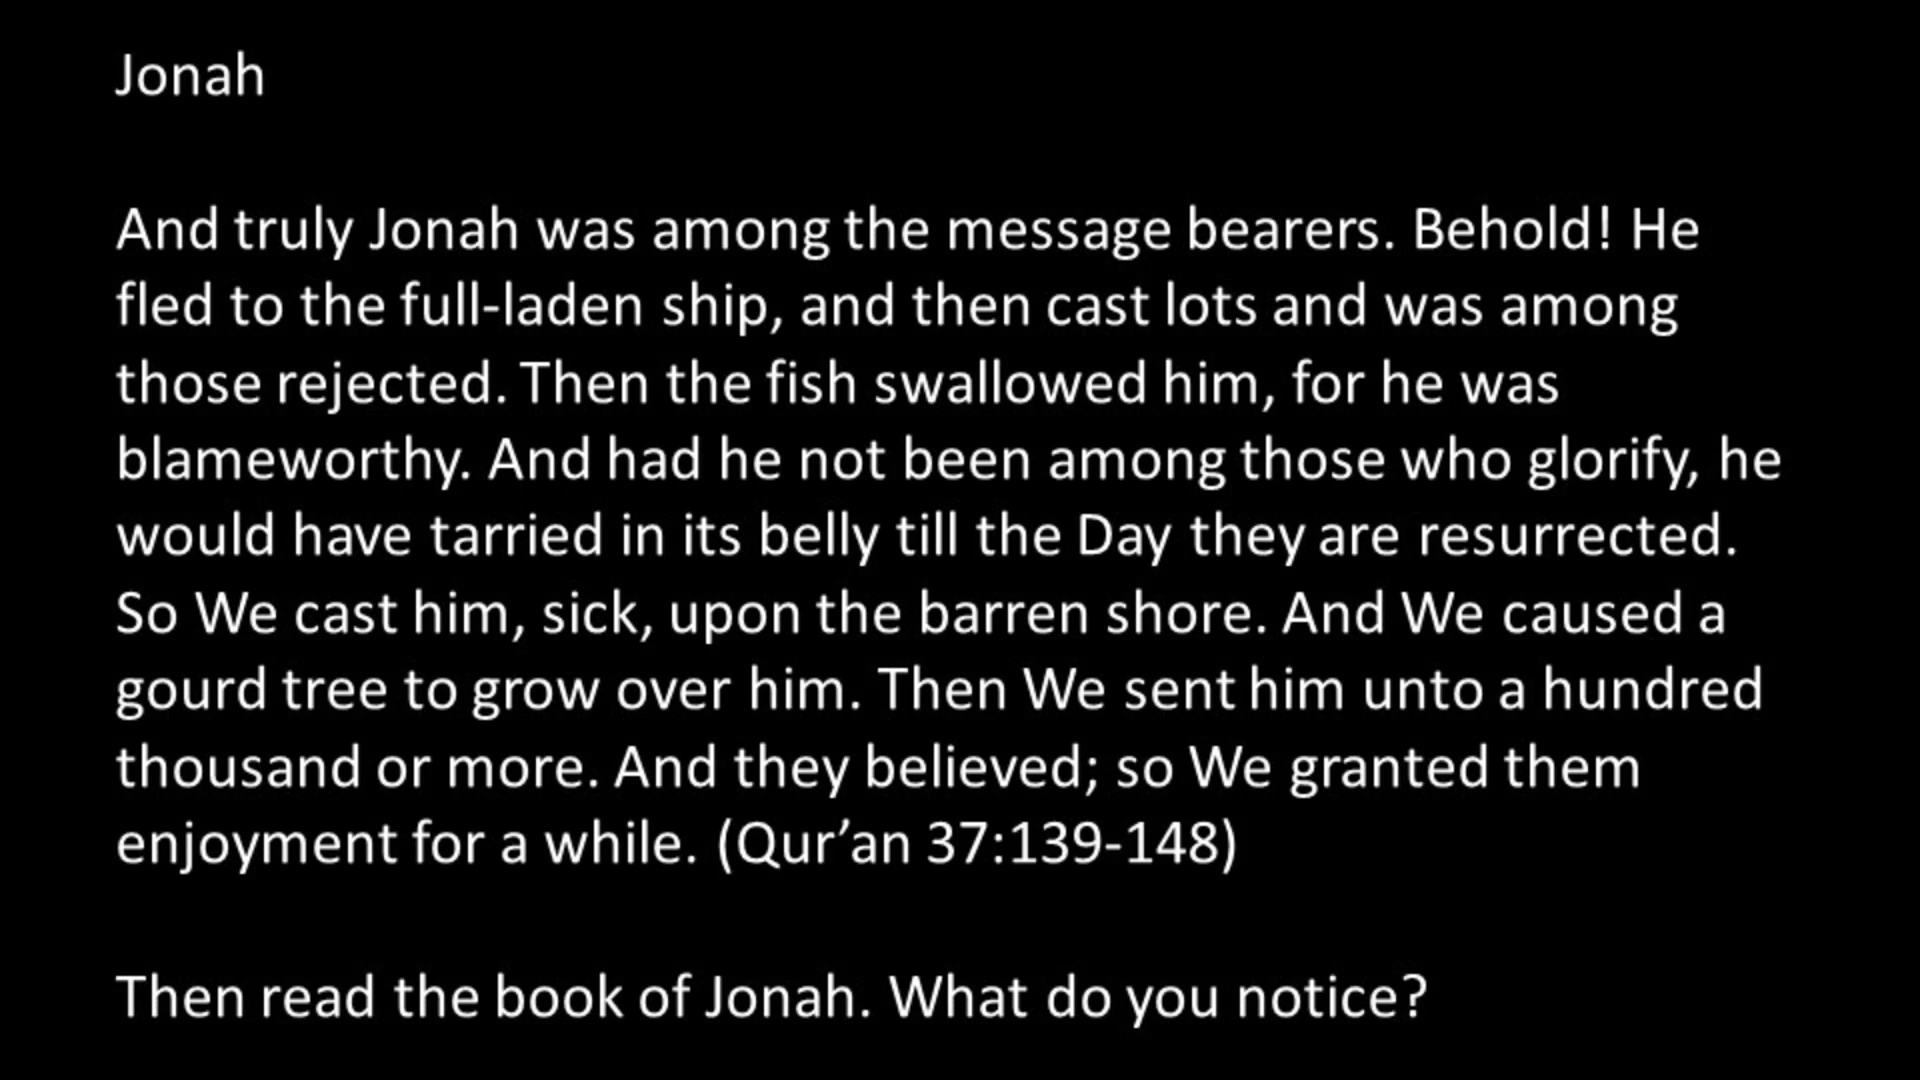 Jonah
And truly Jonah was among the message bearers. Behold! He
fled to the full-laden ship, and then cast lots and was among
those rejected. Then the fish swallowed him, for he was
blameworthy. And had he not been among those who glorify, he
would have tarried in its belly till the Day they are resurrected.
So We cast him, sick, upon the barren shore. And We caused a
gourd tree to grow over him. Then We sent him unto a hundred
thousand or more. And they believed; so We granted them
enjoyment for a while. (Qur’an 37:139-148)
Then read the book of Jonah. What do you notice?